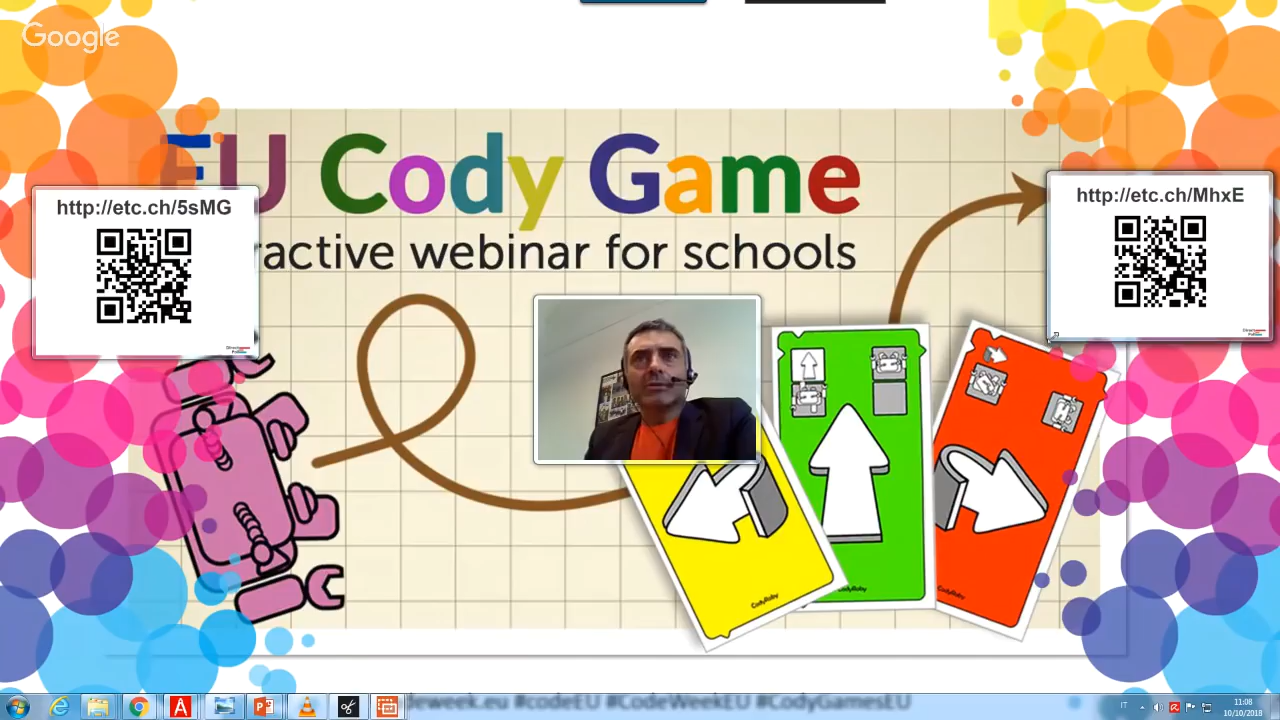 Google
EU Cody Game
ractive webinar for schools
http://etc.ch/5sMG
http://etc.ch/MhxE
CodyRoby
CodyRoby
CodyRoby
deweek.eu #codeEU #CodeWeekEU #CodyGamesEU
IT
11:08
10/10/2018